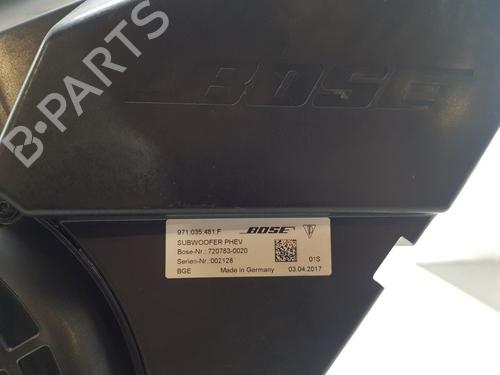 B-PARTS
BOSE
971.035.481.F BOSE
SUBWOOFER PHEV
Bose-Nr.: 720783-0020
Serien-Nr.:002128 01S
BGE Made in Germany 03.04.2017